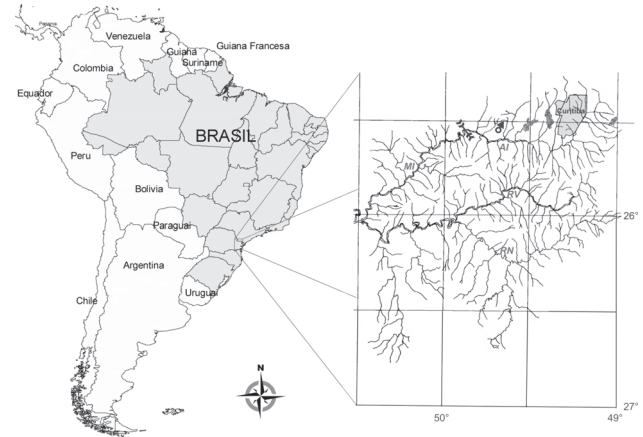 Panamá
Venezuela
Guiana
Guiana Francesa
Suriname
Colombia
Equador
BRASIL
Peru
Bolivia
Paraguai
Argentina
Chile
Uruguai
N
Curitiba
AI
MI
RV
RN
26°
27°
50°
49°